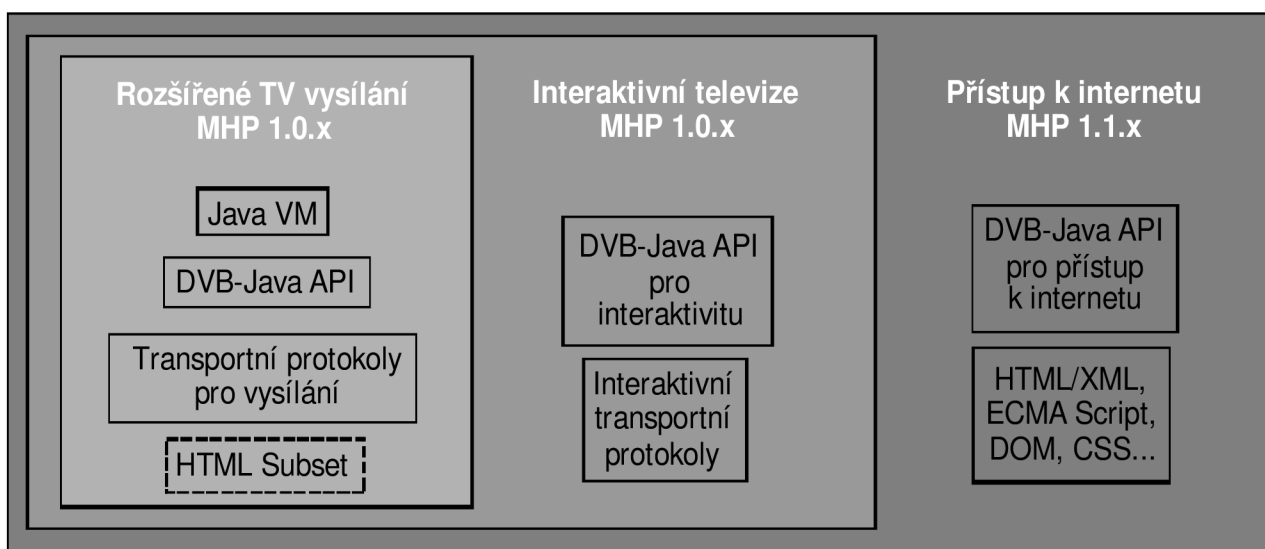 Rozšířené TV vysílání
MHP 1.0.x
Java VM
DVB-Java API
Transportní protokoly
pro vysílání
HTML Subset
Interaktivní televize
MHP 1.0.x
DVB-Java API
pro
interaktivitu
Interaktivní
transportní
protokoly
Přístup k internetu
MHP 1.1.x
DVB-Java API
pro přístup
k internetu
HTML/XML,
ECMA Script,
DOM, CSS...